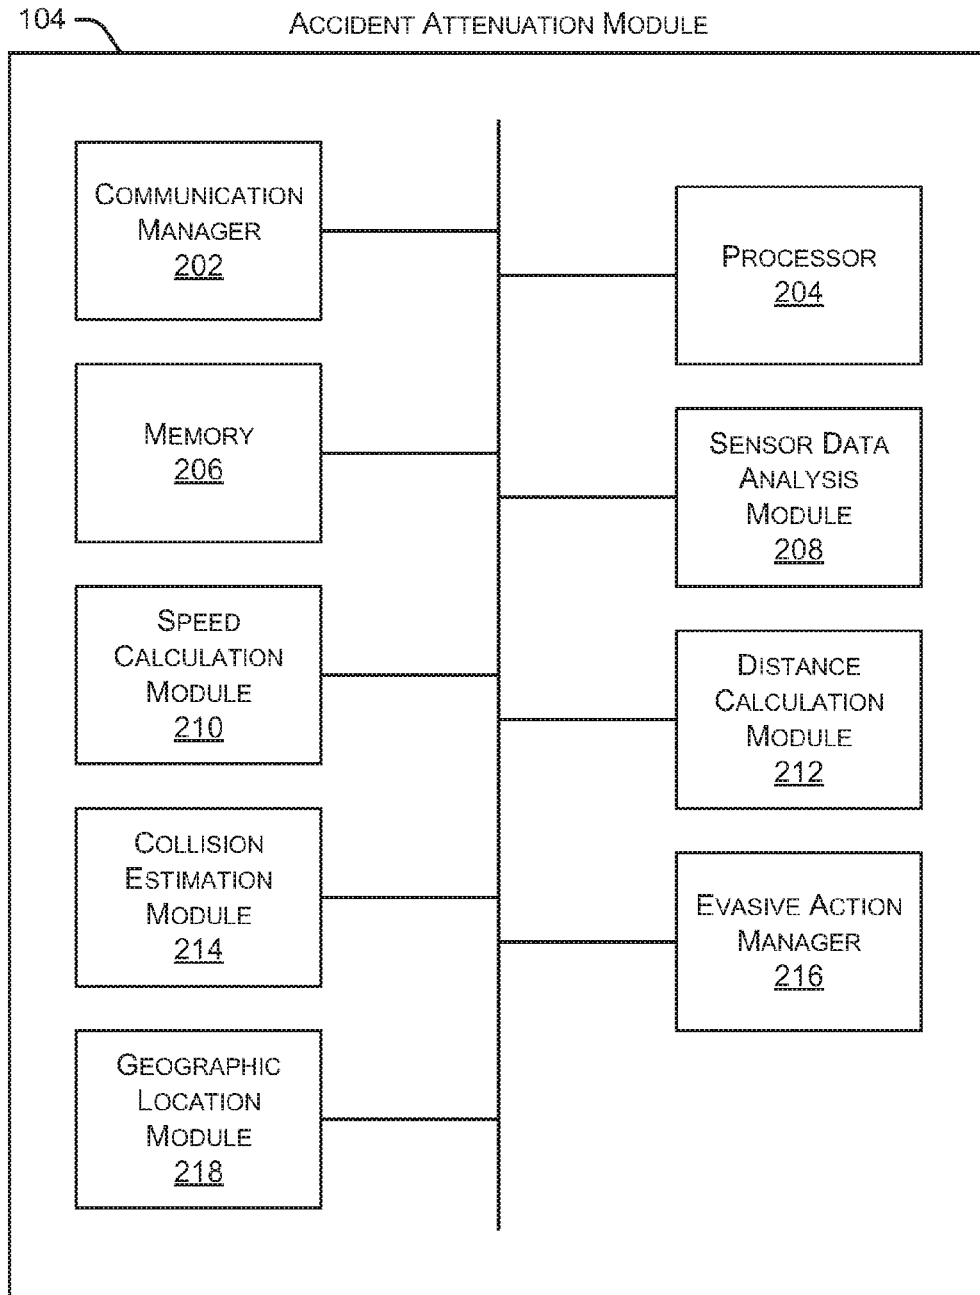 104
ACCIDENT ATTENUATION MODULE
COMMUNICATION
MANAGER
202
PROCESSOR
204
MEMORY
206
SENSOR DATA
ANALYSIS
MODULE
208
SPEED
CALCULATION
MODULE
210
DISTANCE
CALCULATION
MODULE
212
COLLISION
ESTIMATION
MODULE
214
EVASIVE ACTION
MANAGER
216
GEOGRAPHIC
LOCATION
MODULE
218